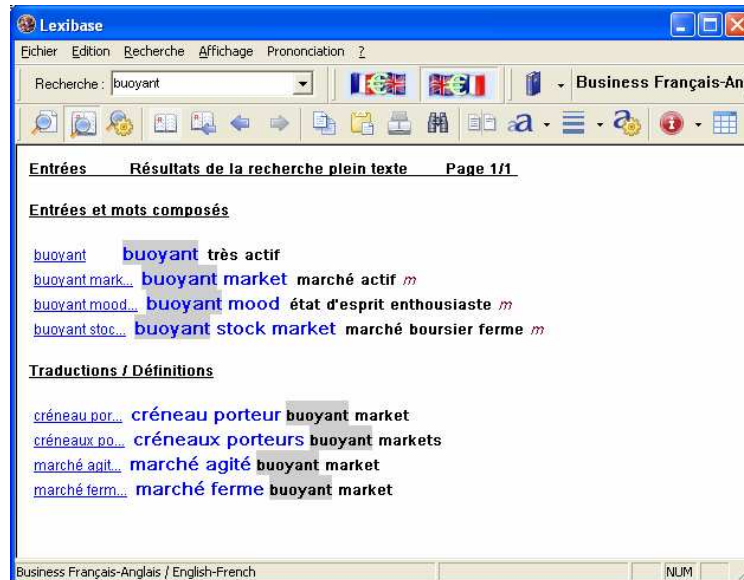 Lexibase
Fichier Edition Recherche Affichage Prononciation ?
Recherche : buoyant Business Français-An
Entrées Résultats de la recherche plein texte Page 1/1
Entrées et mots composés
buoyant buoyant très actif
buoyant mark... buoyant market marché actif m
buoyant mood... buoyant mood état d'esprit enthousiaste m
buoyant stoc... buoyant stock market marché boursier ferme m
Traductions / Définitions
créneau por... créneau porteur buoyant market
créneaux po... créneaux porteurs buoyant markets
marché agit... marché agité buoyant market
marché ferm... marché ferme buoyant market
Business Français-Anglais / English-French NUM